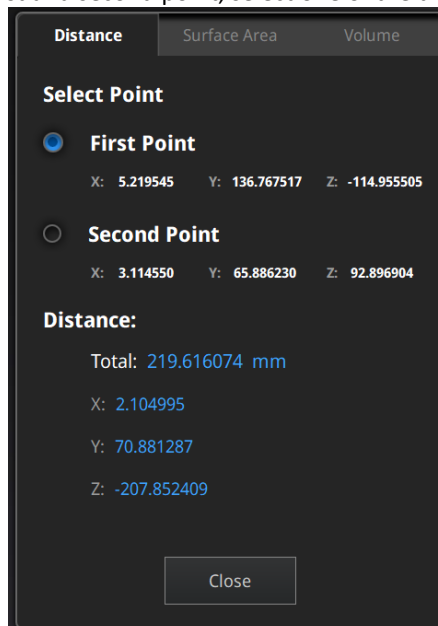 Distance Surface Area Volume
Select Point
First Point
X: 5.219545 Y: 136.767517 Z: -114.955505
Second Point
X: 3.114550 Y: 65.886230 Z: 92.896904
Distance:
Total: 219.616074 mm
X: 2.104995
Y: 70.881287
Z: -207.852409
Close